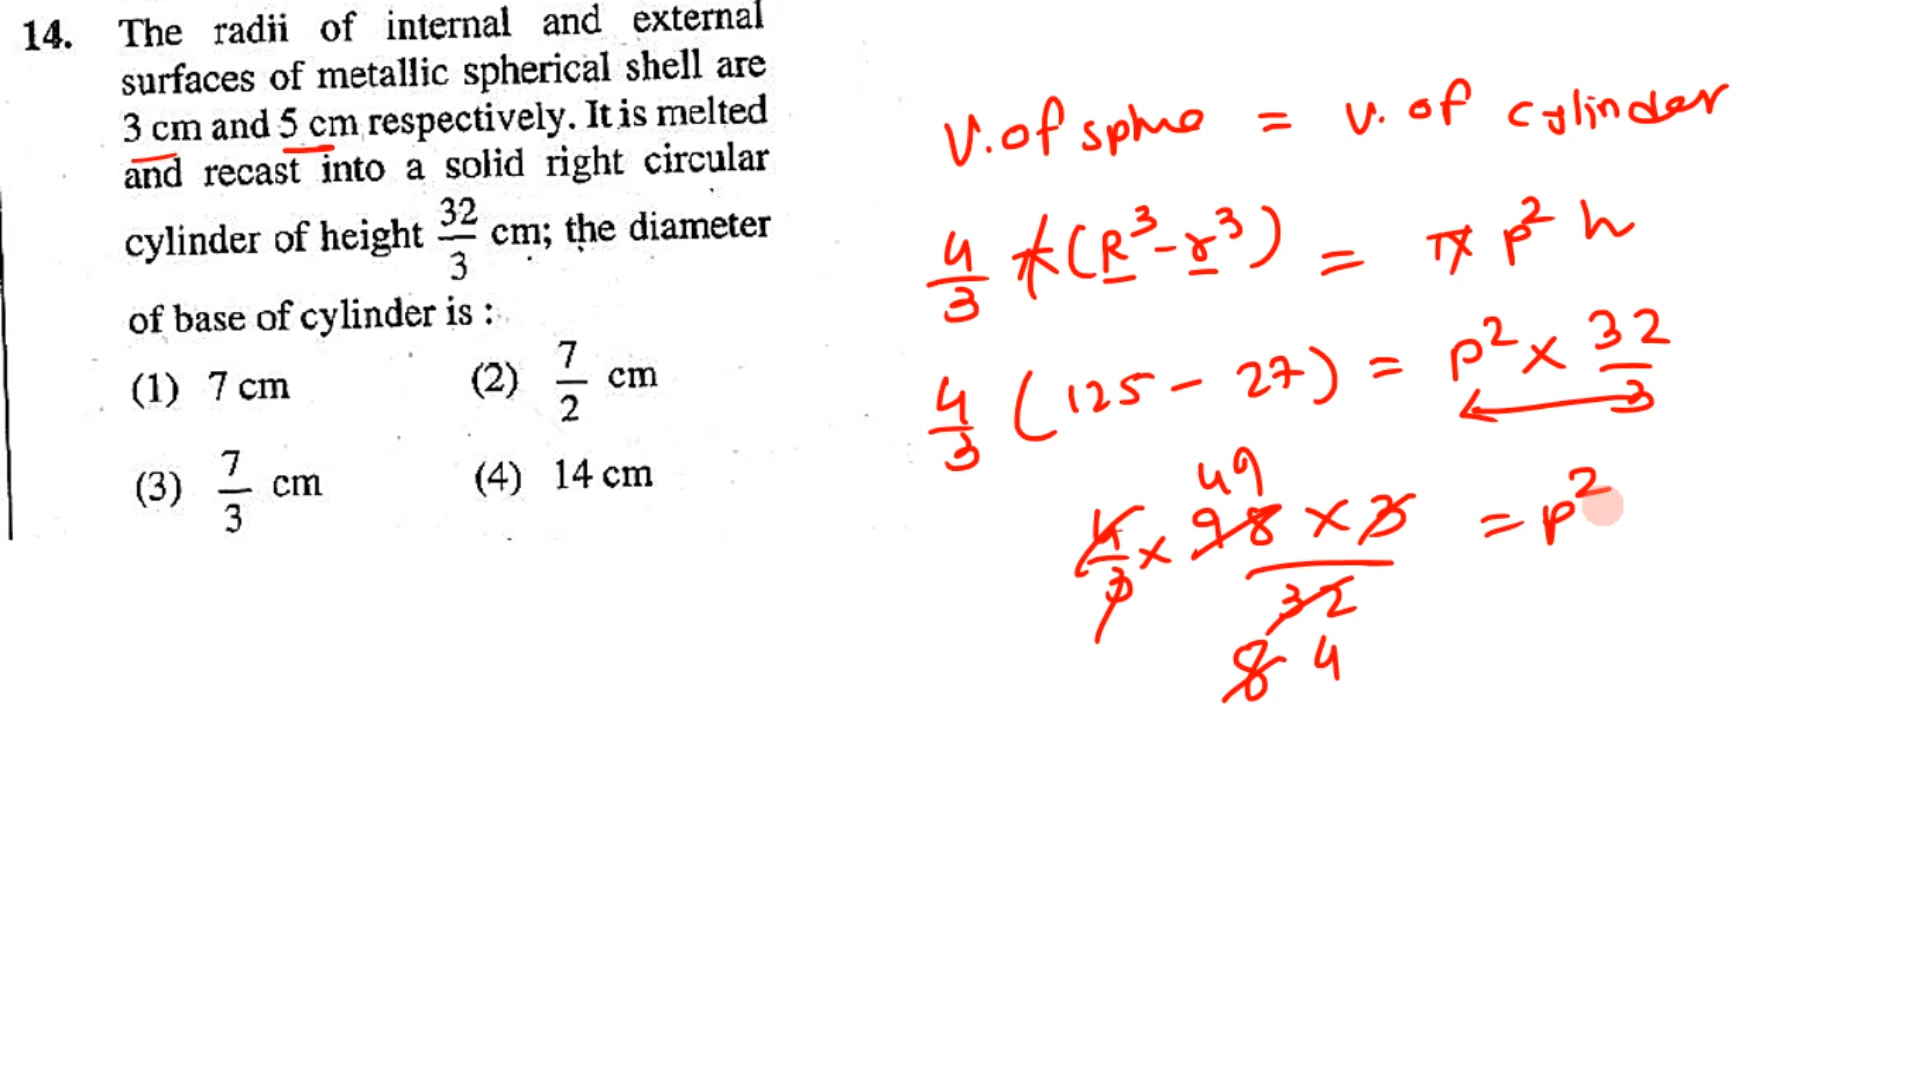 14. The radii of internal and external
surfaces of metallic spherical shell are
3 cm and 5 cm respectively. It is melted
and recast into a solid right circular
cylinder of height 32/3 cm; the diameter
of base of cylinder is :
(1) 7 cm (2) 7/2 cm
(3) 7/3 cm (4) 14 cm
V. of = V. of cylinder
4/3 π (R³ - r³) = π p² h
4/3 (125 - 27) = p² × 32/3
49
4/3 × 98 × 3/32 = p²
8 4